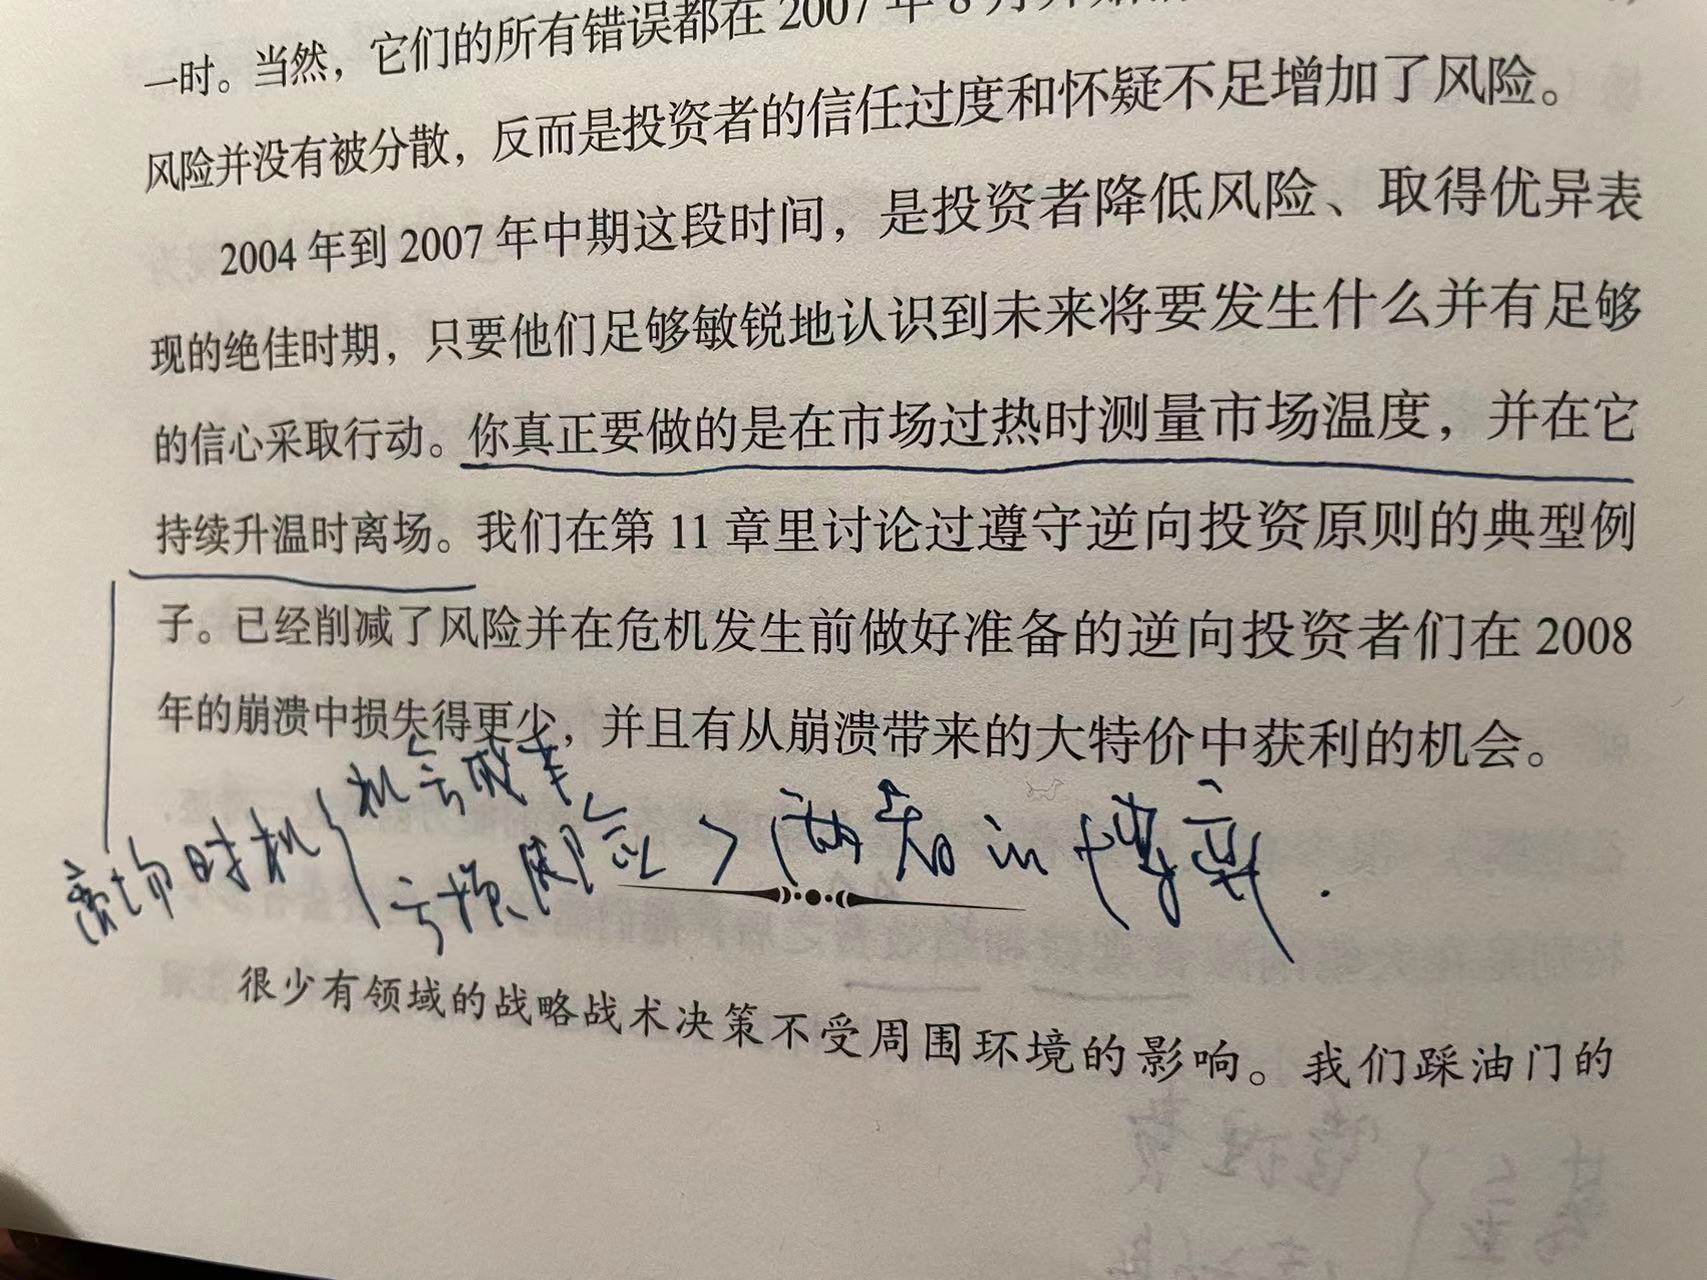 一时。当然，它们的所有错误都在 2007 年 8 月
风险并没有被分散，反而是投资者的信任过度和怀疑不足增加了风险。
2004 年到 2007 年中期这段时间，是投资者降低风险、取得优异表
现的绝佳时期，只要他们足够敏锐地认识到未来将要发生什么并有足够
的信心采取行动。你真正要做的是在市场过热时测量市场温度，并在它
持续升温时离场。我们在第 11 章里讨论过遵守逆向投资原则的典型例
子。已经削减了风险并在危机发生前做好准备的逆向投资者们在 2008
年的崩溃中损失得更少，并且有从崩溃带来的大特价中获利的机会。
机会成本
离场时机
亏损风险 > 两者的博弈.
很少有领域的战略战术决策不受周围环境的影响。我们踩油门的